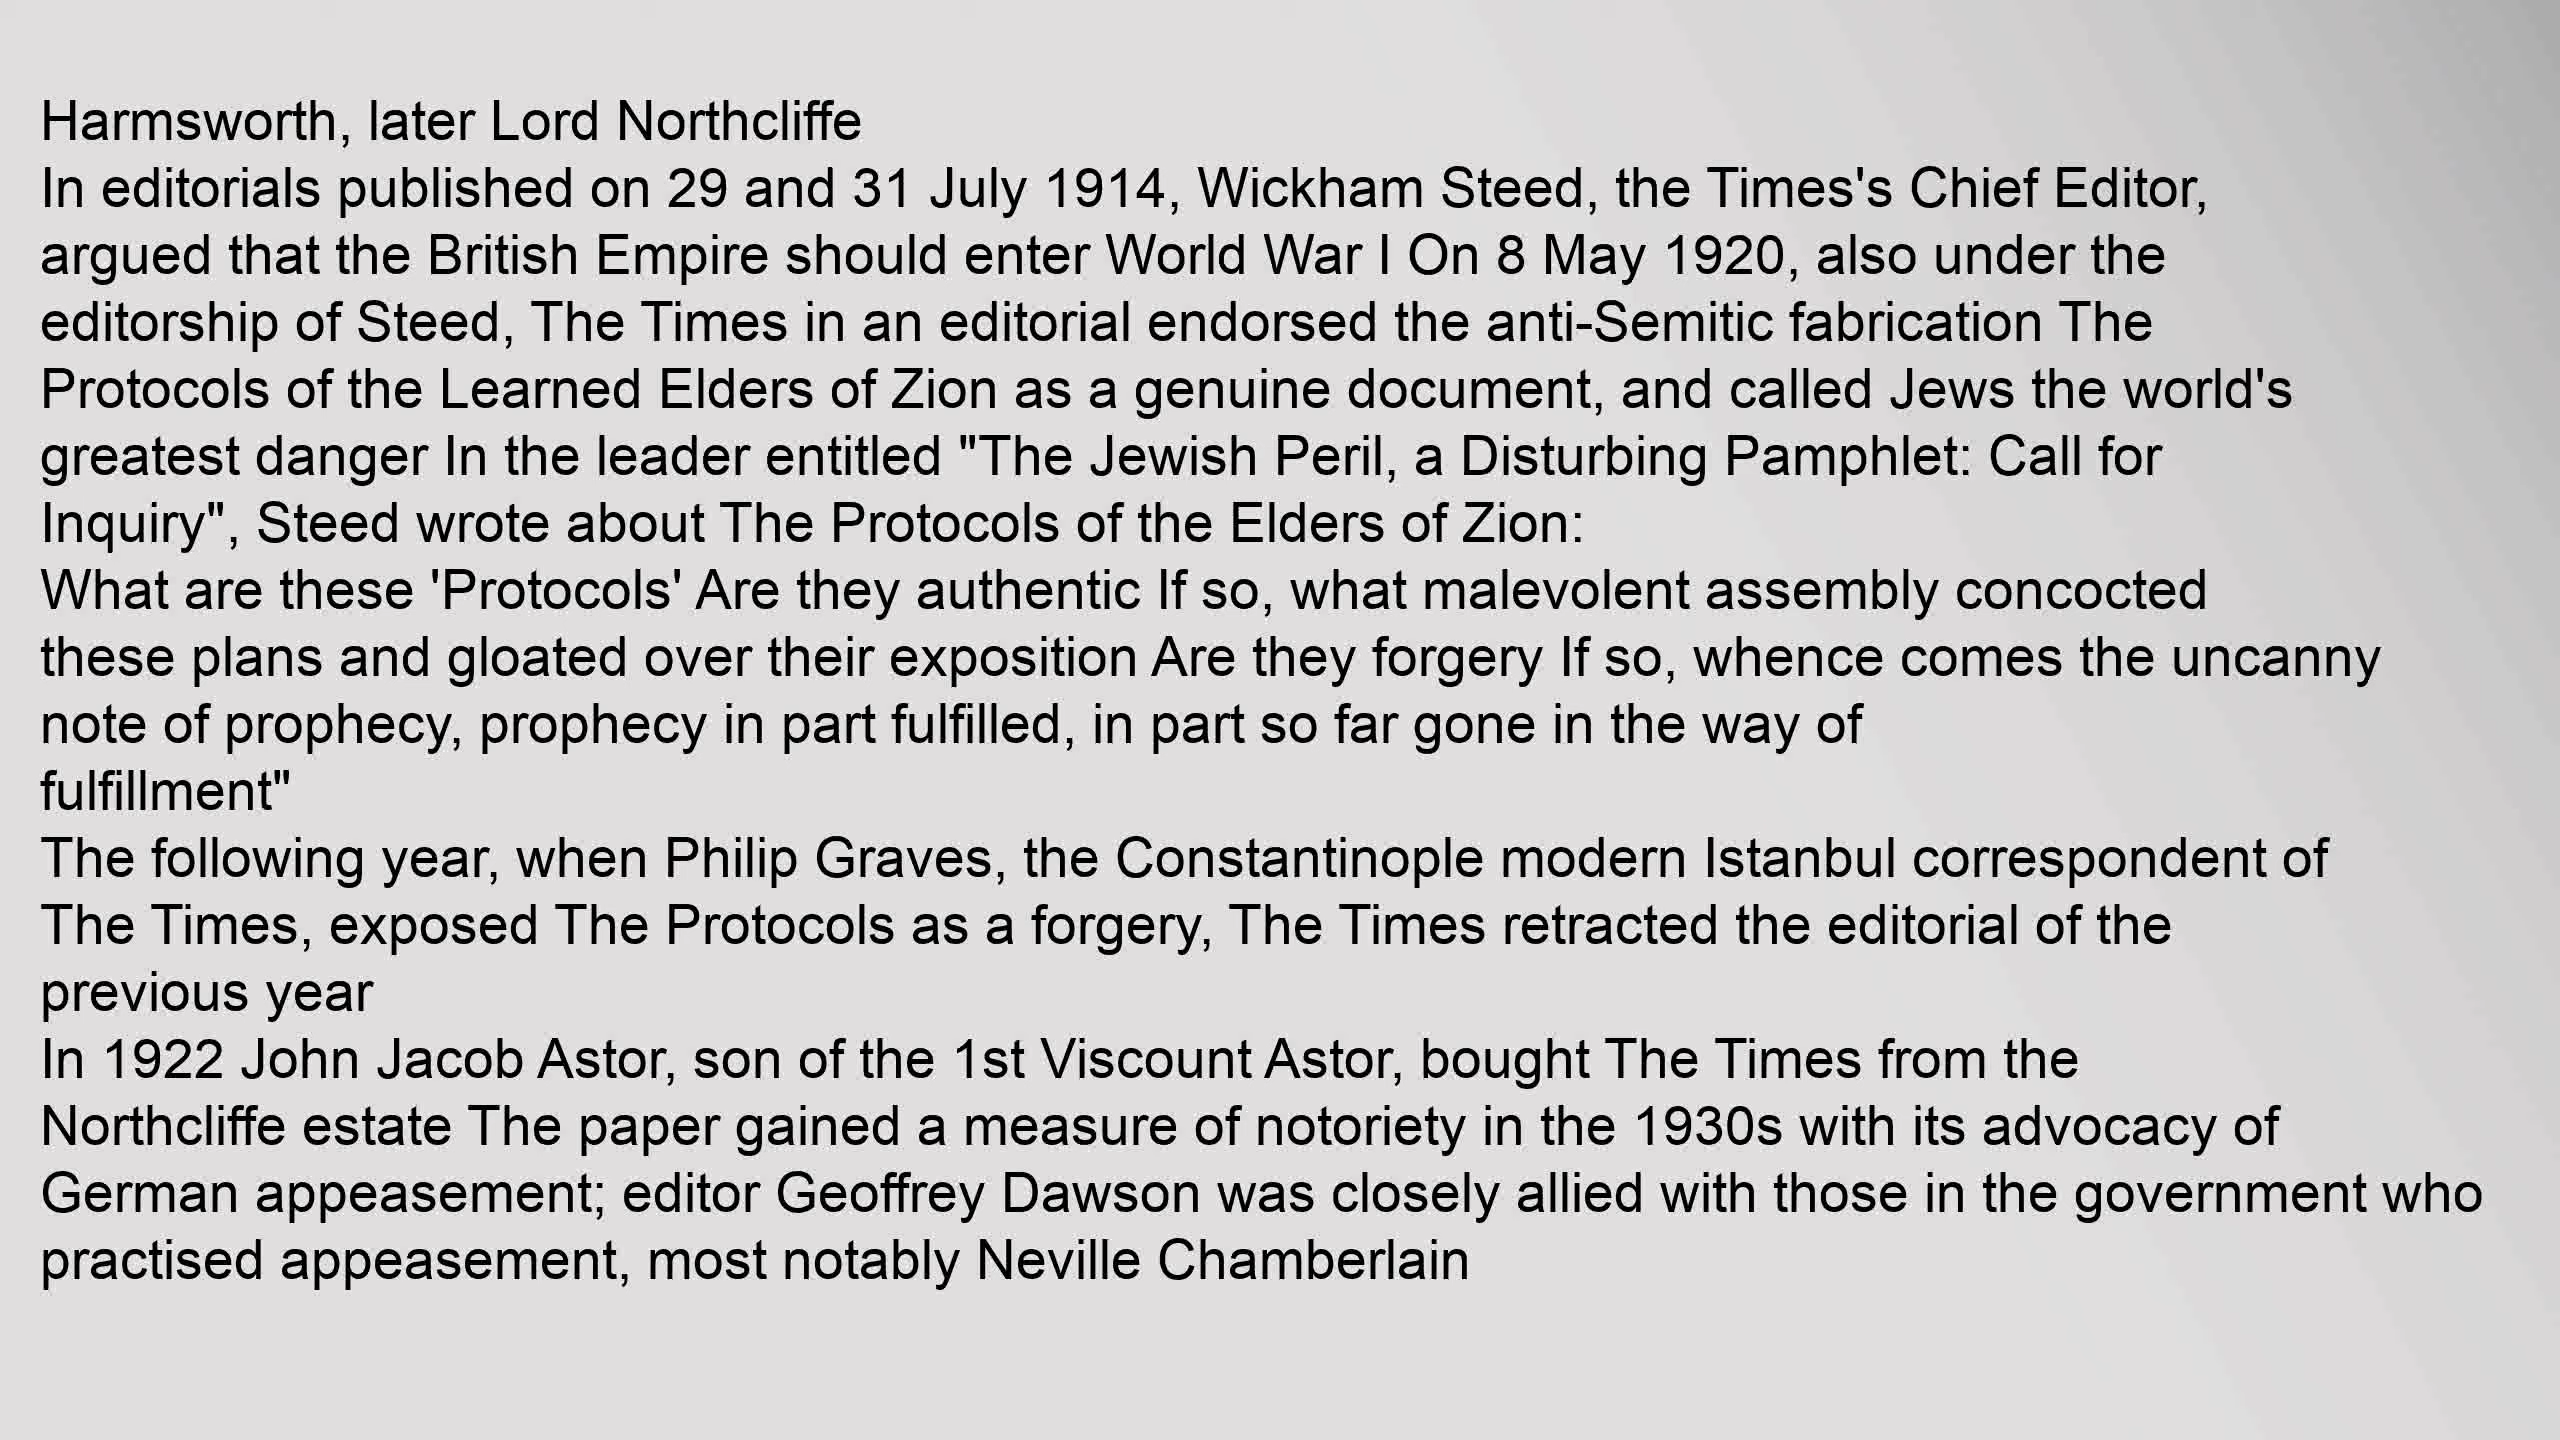 Harmsworth, later Lord Northcliffe
In editorials published on 29 and 31 July 1914, Wickham Steed, the Times's Chief Editor,
argued that the British Empire should enter World War I On 8 May 1920, also under the
editorship of Steed, The Times in an editorial endorsed the anti-Semitic fabrication The
Protocols of the Learned Elders of Zion as a genuine document, and called Jews the world's
greatest danger In the leader entitled "The Jewish Peril, a Disturbing Pamphlet: Call for
Inquiry", Steed wrote about The Protocols of the Elders of Zion:
What are these 'Protocols' Are they authentic If so, what malevolent assembly concocted
these plans and gloated over their exposition Are they forgery If so, whence comes the uncanny
note of prophecy, prophecy in part fulfilled, in part so far gone in the way of
fulfillment"
The following year, when Philip Graves, the Constantinople modern Istanbul correspondent of
The Times, exposed The Protocols as a forgery, The Times retracted the editorial of the
previous year
In 1922 John Jacob Astor, son of the 1st Viscount Astor, bought The Times from the
Northcliffe estate The paper gained a measure of notoriety in the 1930s with its advocacy of
German appeasement; editor Geoffrey Dawson was closely allied with those in the government who
practised appeasement, most notably Neville Chamberlain